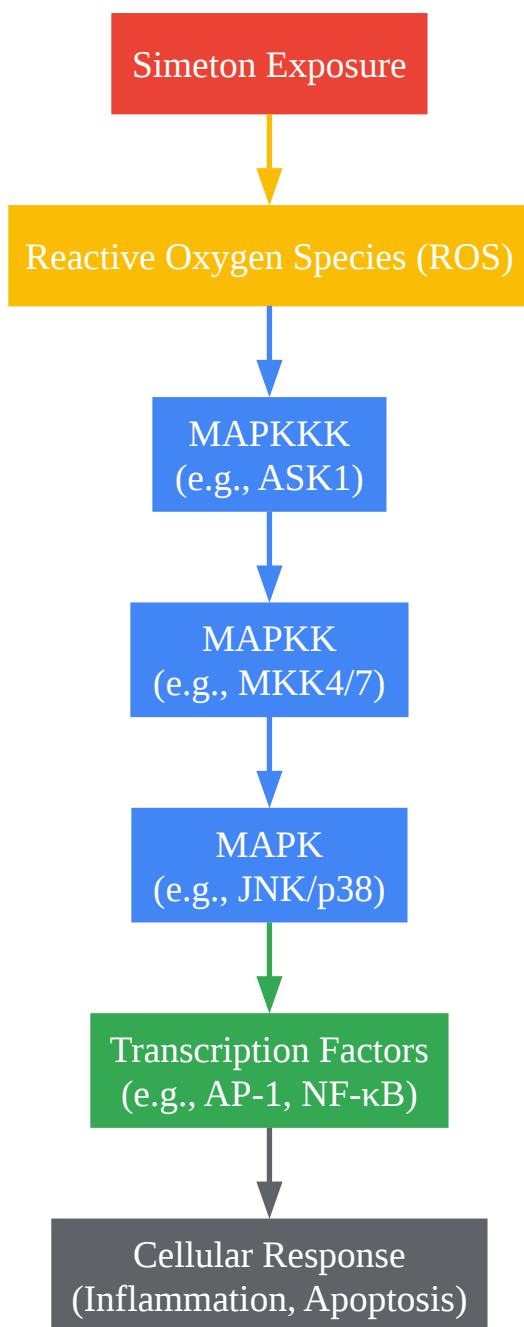 Simeton Exposure
Reactive Oxygen Species (ROS)
MAPKKK
(e.g., ASK1)
MAPKK
(e.g., MKK4/7)
MAPK
(e.g., JNK/p38)
Transcription Factors
(e.g., AP-1, NF-κB)
Cellular Response
(Inflammation, Apoptosis)